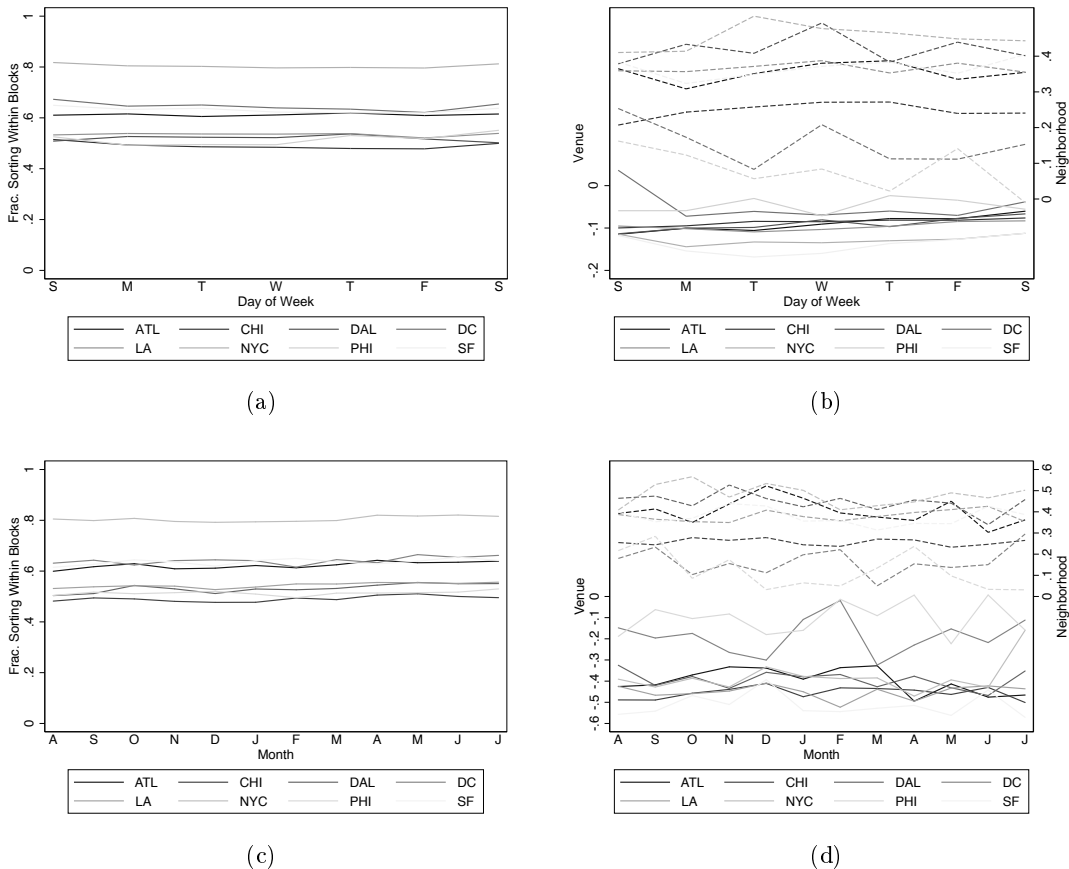 Frac. Sorting Within Blocks
0 .2 .4 .6 .8 1
S M T W T F S
Day of Week
ATL CHI DAL DC
LA NYC PHI SF
(a)
Venue
-.2 -.1 0
Neighborhood
0 .1 .2 .3 .4
S M T W T F S
Day of Week
ATL CHI DAL DC
LA NYC PHI SF
(b)
Frac. Sorting Within Blocks
0 .2 .4 .6 .8 1
A S O N D J F M A M J J
Month
ATL CHI DAL DC
LA NYC PHI SF
(c)
Venue
-.6 -.5 -.4 -.3 -.2 -.1 0
Neighborhood
0 .1 .2 .3 .4 .5 .6
A S O N D J F M A M J J
Month
ATL CHI DAL DC
LA NYC PHI SF
(d)